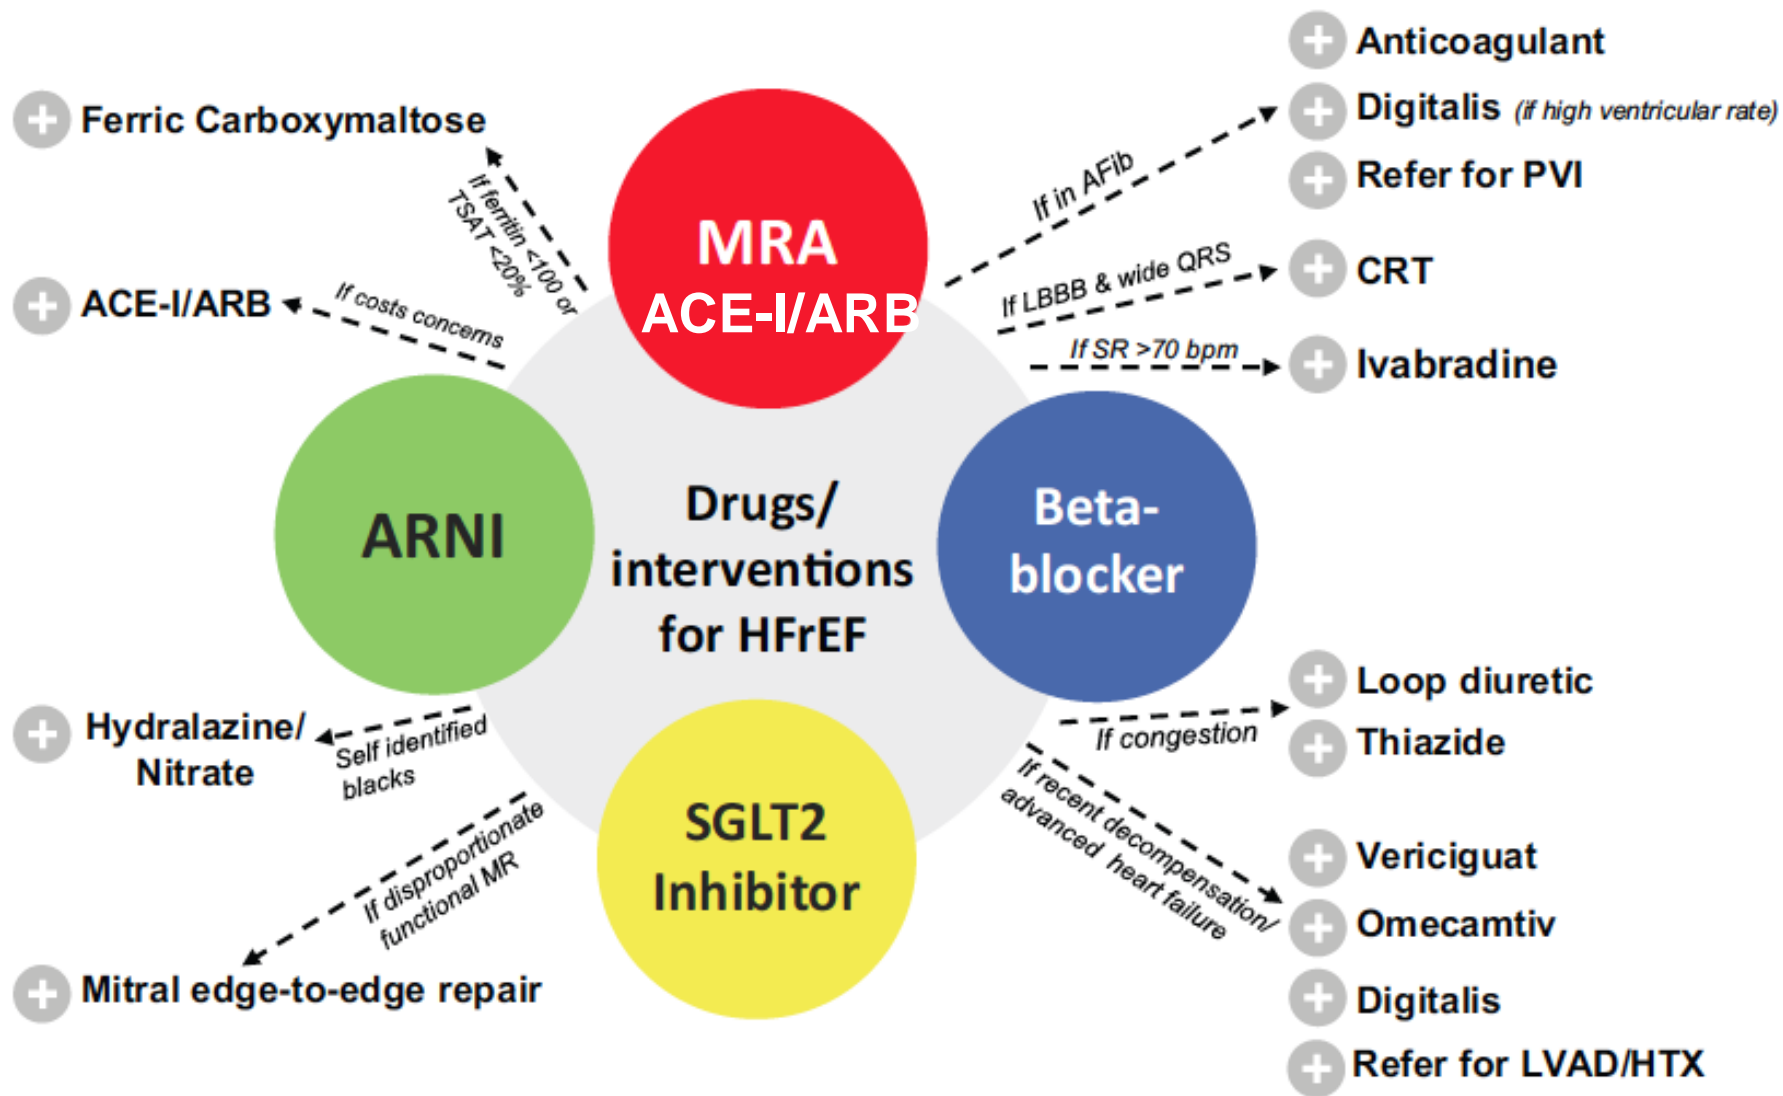 Anticoagulant
Digitalis (if high ventricular rate)
Refer for PVI
If in AFib
Ferric Carboxymaltose
If ferritin <100 or
TSAT <20%
ACE-I/ARB
If costs concerns
MRA
ACE-I/ARB
If LBBB & wide QRS
CRT
If SR >70 bpm
Ivabradine
ARNI
Drugs/
interventions
for HFrEF
Beta-
blocker
Hydralazine/
Nitrate
Self identified
blacks
SGLT2
Inhibitor
If congestion
Loop diuretic
Thiazide
If disproportionate
functional MR
Mitral edge-to-edge repair
If recent decompensation/
advanced heart failure
Vericiguat
Omecamtiv
Digitalis
Refer for LVAD/HTX